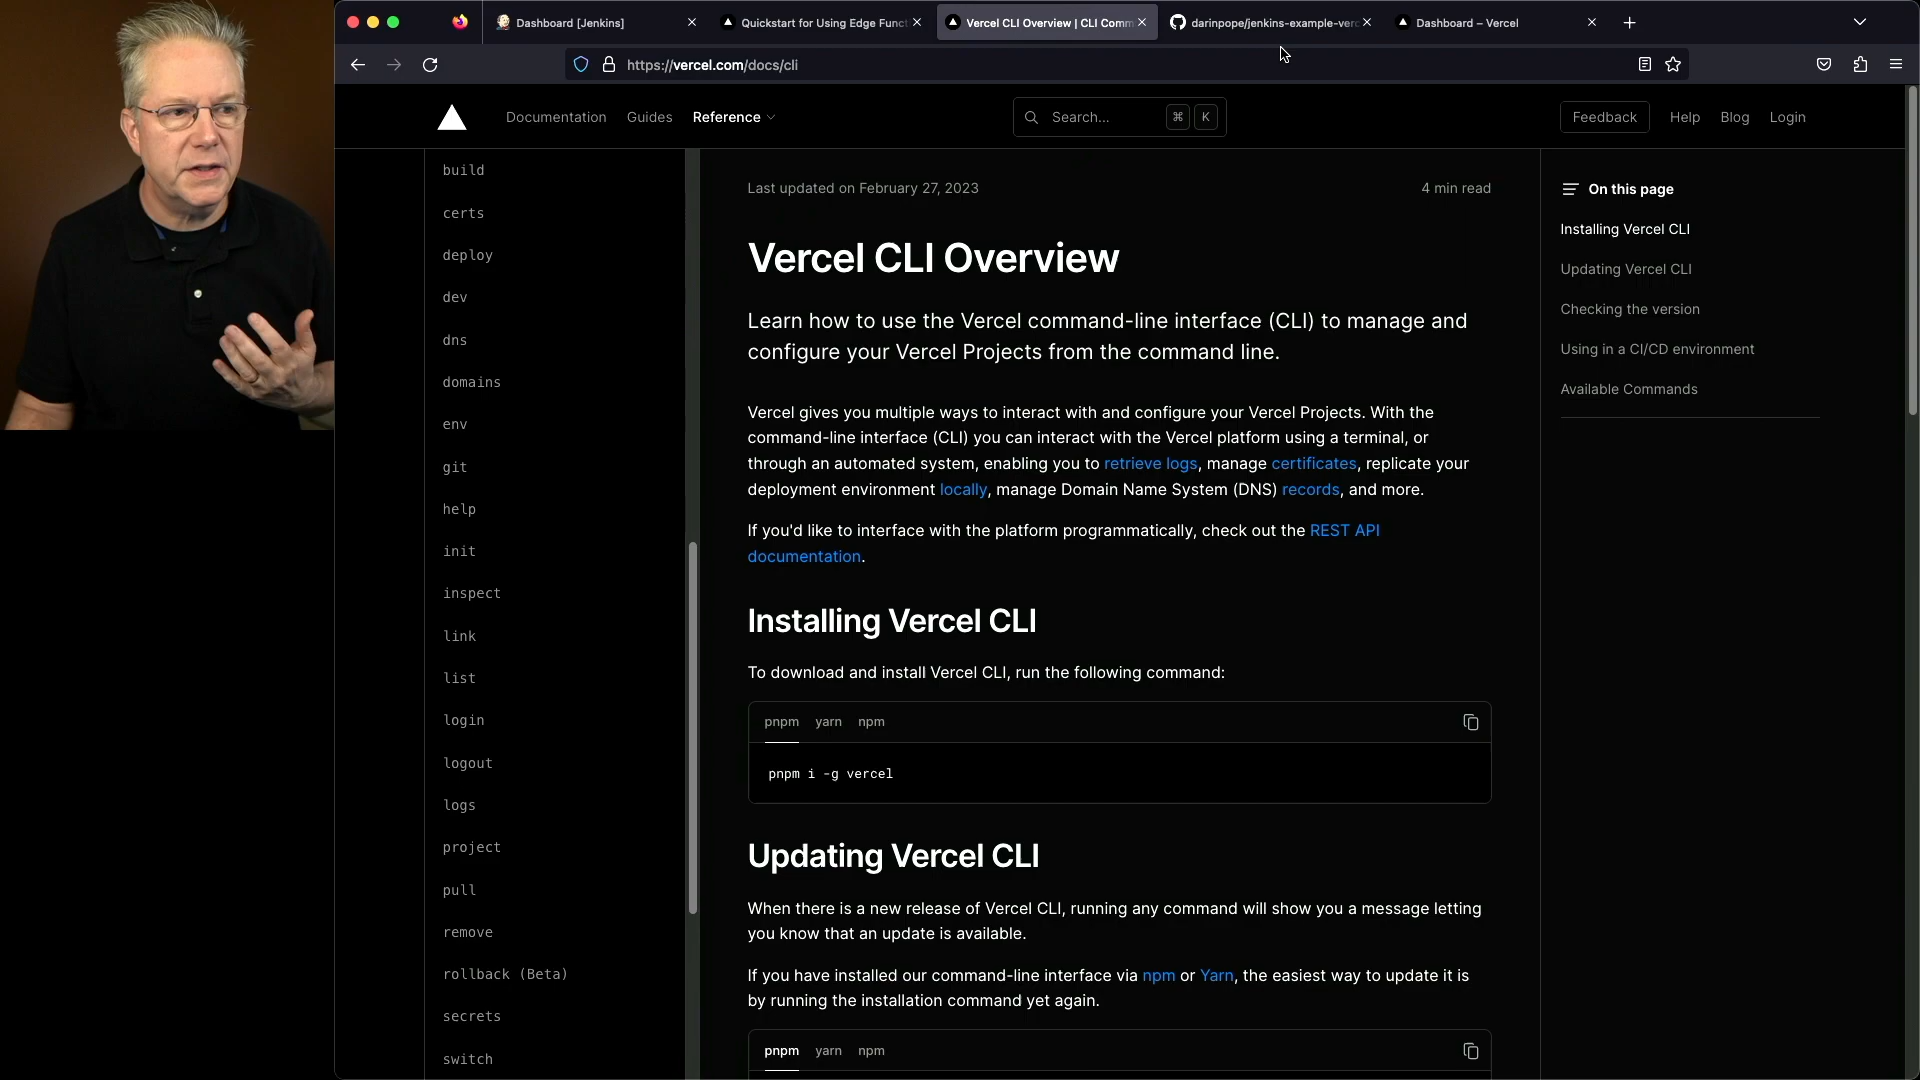 Dashboard [Jenkins]
Quickstart for Using Edge Funct
Vercel CLI Overview | CLI Comm
darinpope/jenkins-example-verc
Dashboard – Vercel
https://vercel.com/docs/cli
Documentation
Guides
Reference
Search...
⌘ K
Feedback
Help
Blog
Login
build
certs
deploy
dev
dns
domains
env
git
help
init
inspect
link
list
login
logout
logs
project
pull
remove
rollback (Beta)
secrets
switch
Last updated on February 27, 2023
4 min read
Vercel CLI Overview
Learn how to use the Vercel command-line interface (CLI) to manage and
configure your Vercel Projects from the command line.
Vercel gives you multiple ways to interact with and configure your Vercel Projects. With the
command-line interface (CLI) you can interact with the Vercel platform using a terminal, or
through an automated system, enabling you to retrieve logs, manage certificates, replicate your
deployment environment locally, manage Domain Name System (DNS) records, and more.
If you'd like to interface with the platform programmatically, check out the REST API
documentation.
Installing Vercel CLI
To download and install Vercel CLI, run the following command:
pnpm yarn npm
pnpm i -g vercel
Updating Vercel CLI
When there is a new release of Vercel CLI, running any command will show you a message letting
you know that an update is available.
If you have installed our command-line interface via npm or Yarn, the easiest way to update it is
by running the installation command yet again.
pnpm yarn npm
On this page
Installing Vercel CLI
Updating Vercel CLI
Checking the version
Using in a CI/CD environment
Available Commands